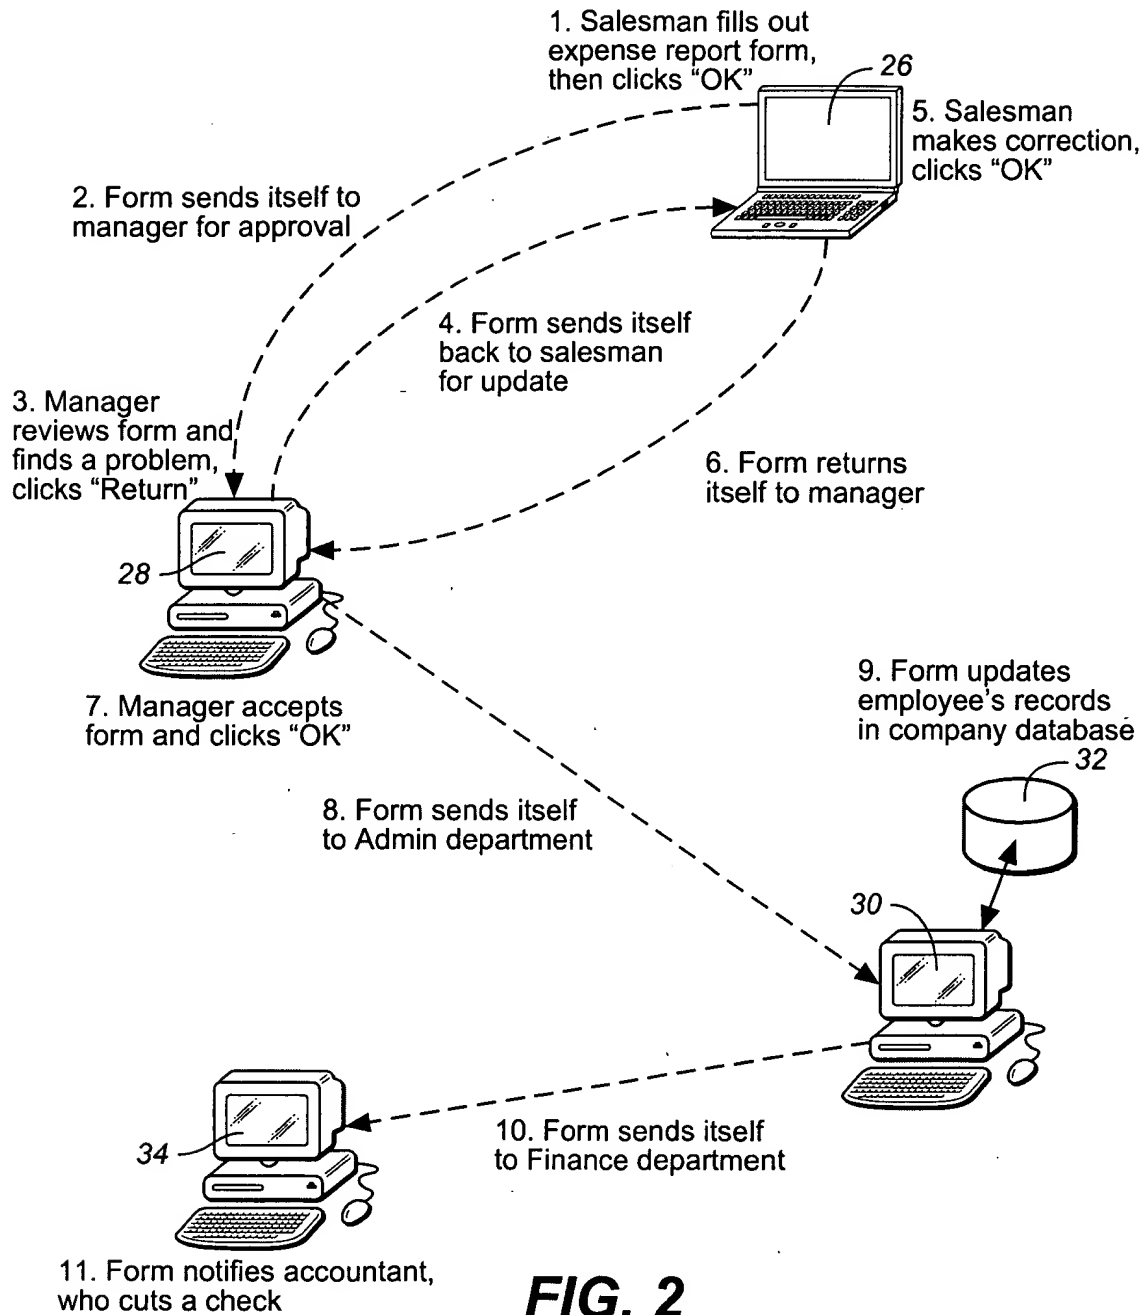 1. Salesman fills out
expense report form,
then clicks “OK”
26
5. Salesman
makes correction,
clicks “OK”
2. Form sends itself to
manager for approval
4. Form sends itself
back to salesman
for update
3. Manager
reviews form and
finds a problem,
clicks “Return”
6. Form returns
itself to manager
28
7. Manager accepts
form and clicks “OK”
9. Form updates
employee’s records
in company database
32
8. Form sends itself
to Admin department
30
34
10. Form sends itself
to Finance department
11. Form notifies accountant,
who cuts a check
FIG. 2